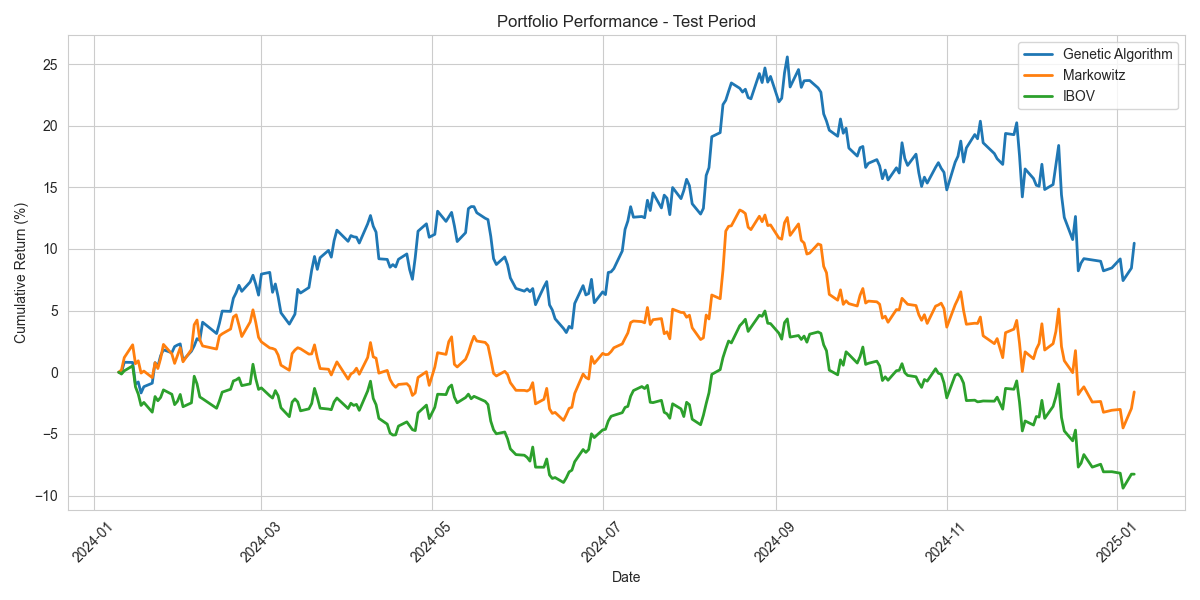 Portfolio Performance - Test Period
Genetic Algorithm
Markowitz
IBOV
Cumulative Return (%)
25
20
15
10
5
0
−5
−10
2024-01
2024-03
2024-05
2024-07
2024-09
2024-11
2025-01
Date